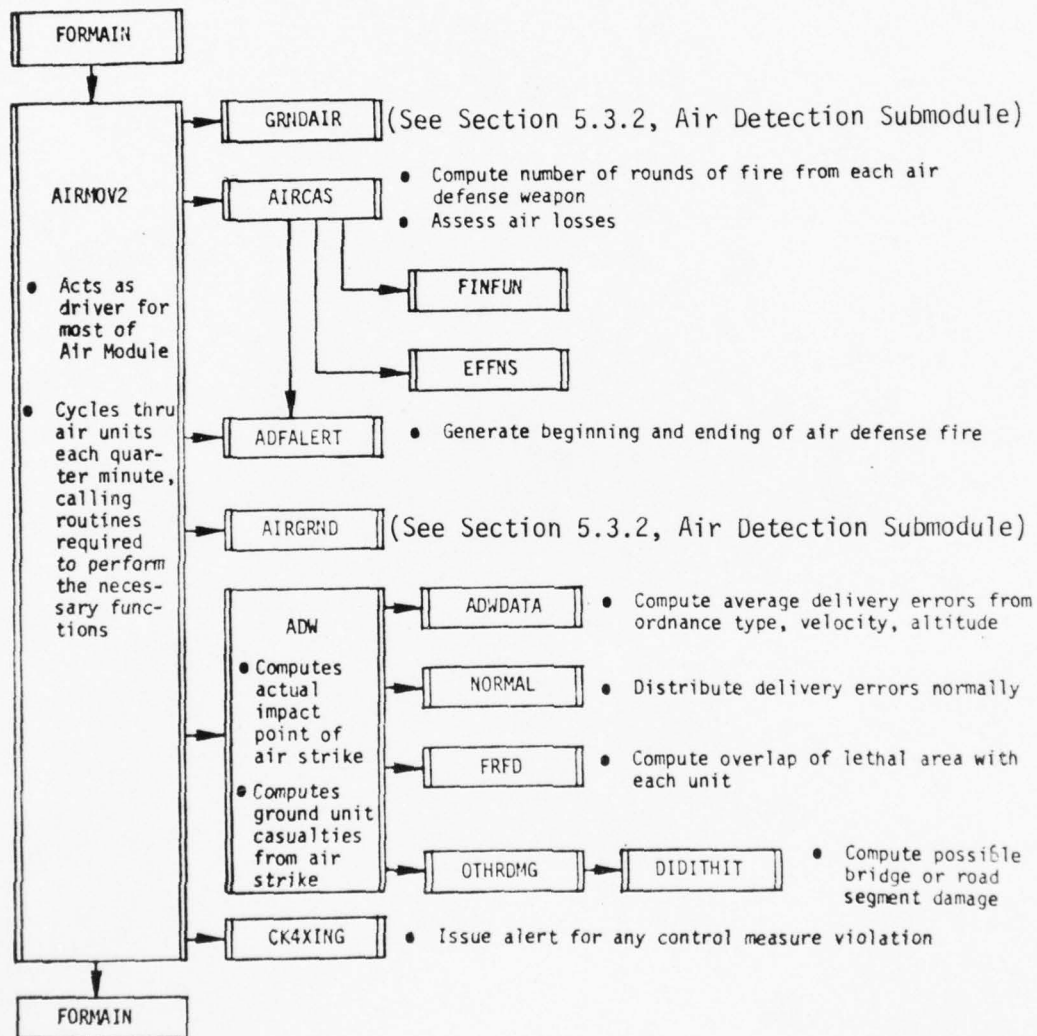 FORMAIN
AIRMOV2
• Acts as
driver for
most of
Air Module
• Cycles thru
air units
each quar-
ter minute,
calling
routines
required
to perform
the neces-
sary func-
tions
GRNDAIR
(See Section 5.3.2, Air Detection Submodule)
AIRCAS
• Compute number of rounds of fire from each air
defense weapon
• Assess air losses
FINFUN
EFFNS
ADFALERT
• Generate beginning and ending of air defense fire
AIRGRND
(See Section 5.3.2, Air Detection Submodule)
ADW
• Computes
actual
impact
point of
air strike
• Computes
ground unit
casualties
from air
strike
ADWDATA
• Compute average delivery errors from
ordnance type, velocity, altitude
NORMAL
• Distribute delivery errors normally
FRFD
• Compute overlap of lethal area with
each unit
OTHRDMG
DIDITHIT
• Compute possible
bridge or road
segment damage
CK4XING
• Issue alert for any control measure violation
FORMAIN